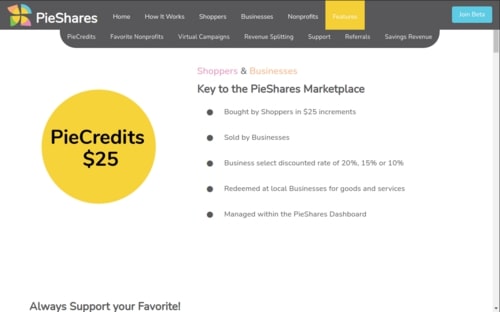 PieShares Home How It Works Shoppers Businesses Nonprofits Features Join Beta
PieCredits Favorite Nonprofits Virtual Campaigns Revenue Splitting Support Referrals Savings Revenue
Shoppers & Businesses
Key to the PieShares Marketplace
Bought by Shoppers in $25 increments
PieCredits
$25
Sold by Businesses
Business select discounted rate of 20%, 15% or 10%
Redeemed at local Businesses for goods and services
Managed within the PieShares Dashboard
Always Support your Favorite!